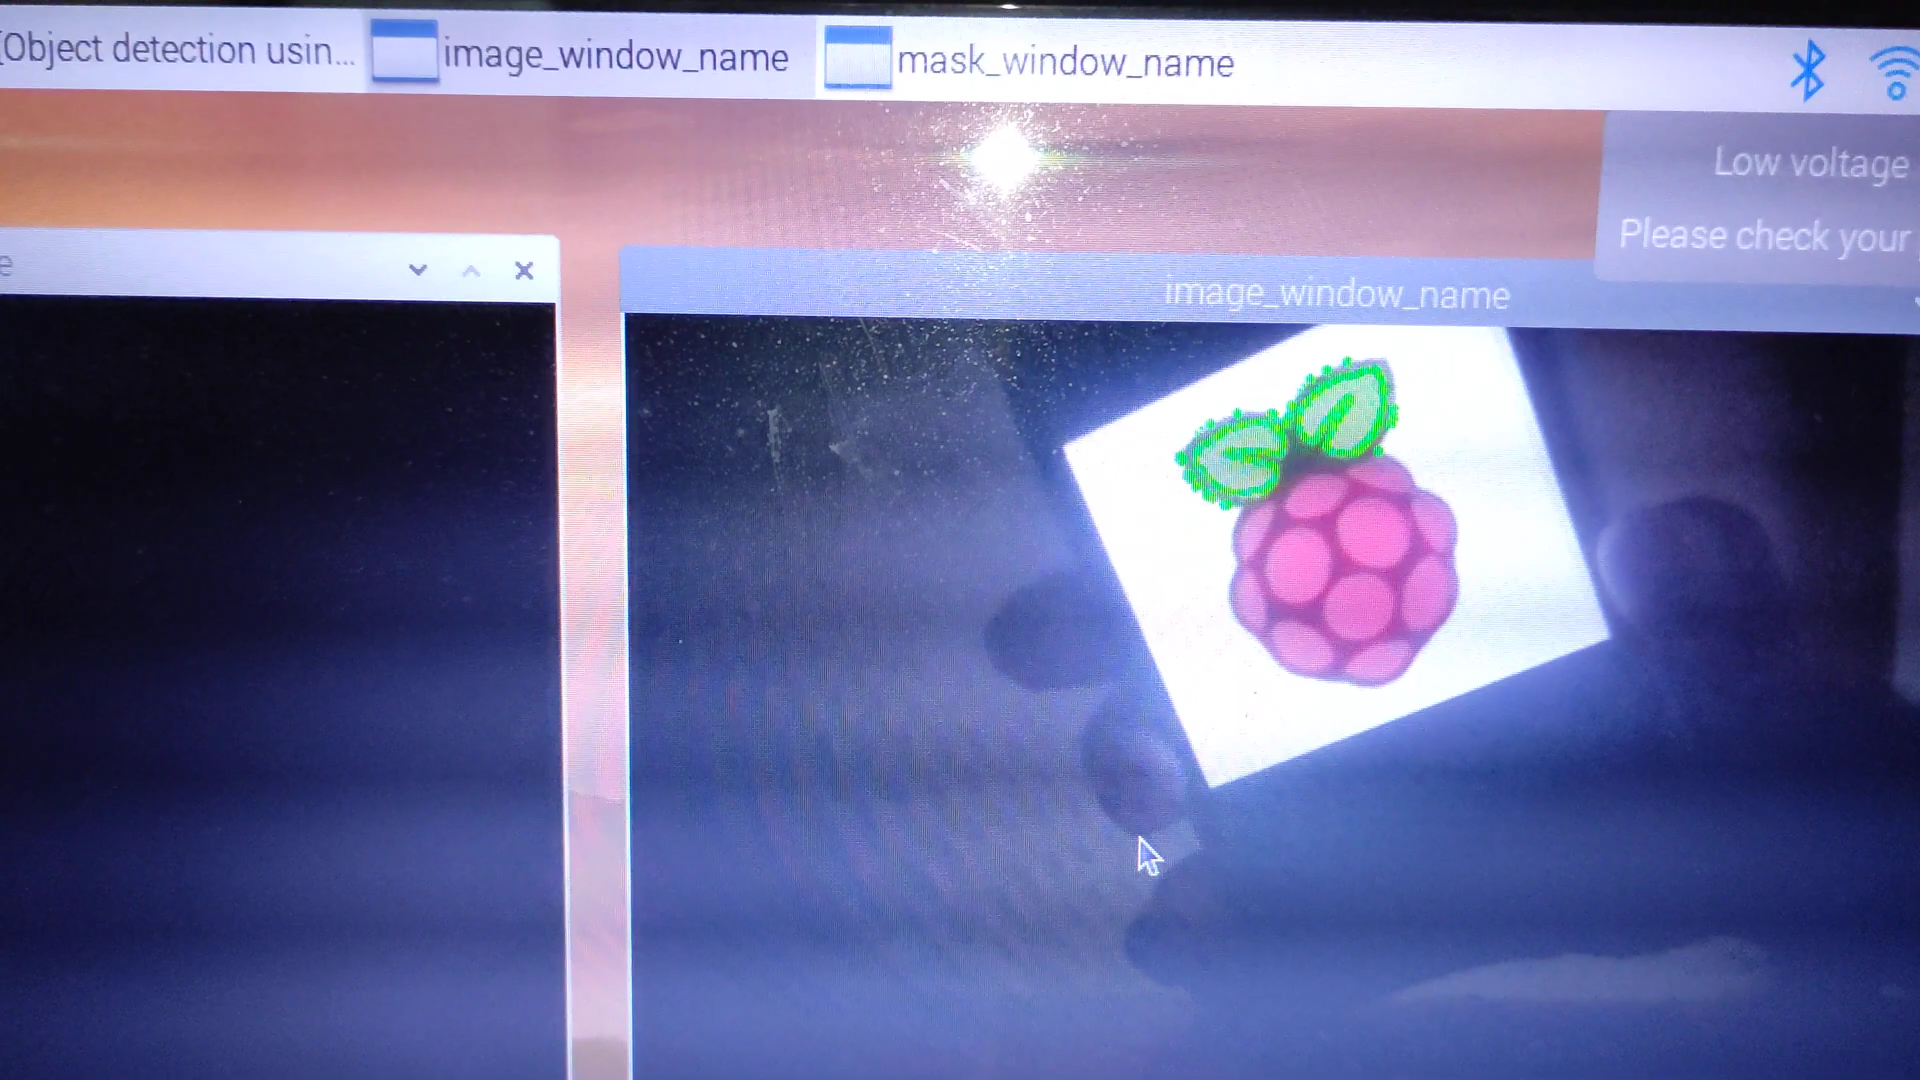 [Object detection usin...
image_window_name
mask_window_name
Low voltage
Please check your
e
image_window_name